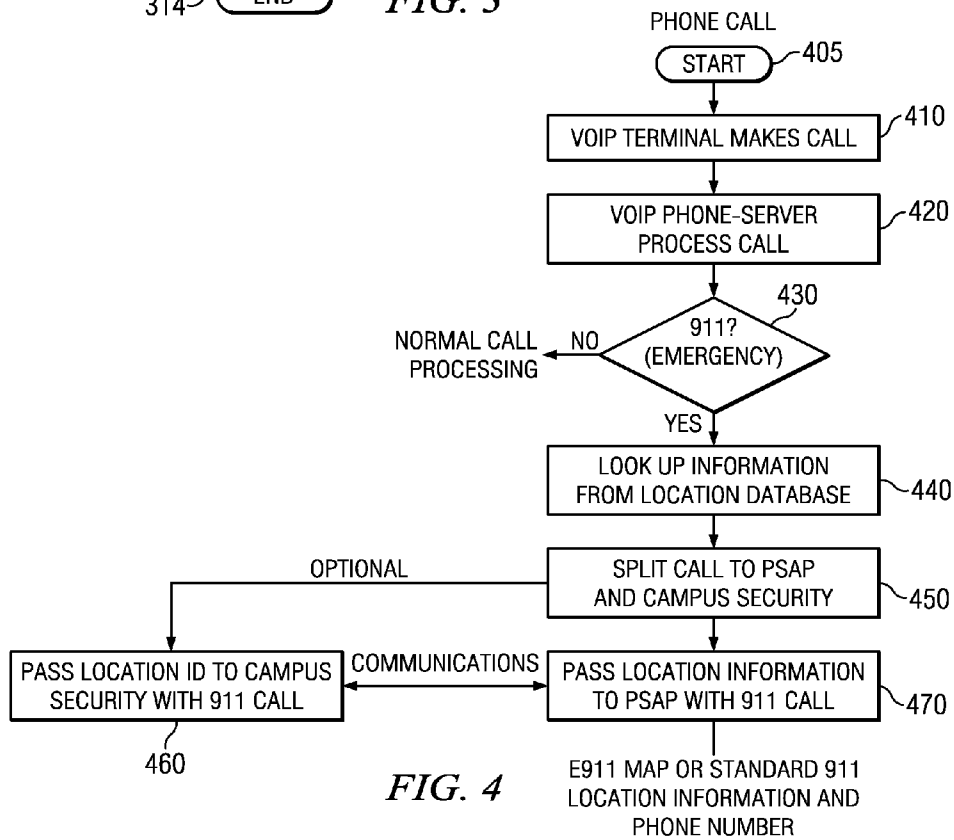 314
END
FIG. 3
PHONE CALL
START
405
VOIP TERMINAL MAKES CALL
410
VOIP PHONE-SERVER
PROCESS CALL
420
911?
(EMERGENCY)
430
NO
NORMAL CALL
PROCESSING
YES
LOOK UP INFORMATION
FROM LOCATION DATABASE
440
OPTIONAL
SPLIT CALL TO PSAP
AND CAMPUS SECURITY
450
PASS LOCATION ID TO CAMPUS
SECURITY WITH 911 CALL
460
COMMUNICATIONS
PASS LOCATION INFORMATION
TO PSAP WITH 911 CALL
470
E911 MAP OR STANDARD 911
LOCATION INFORMATION AND
PHONE NUMBER
FIG. 4